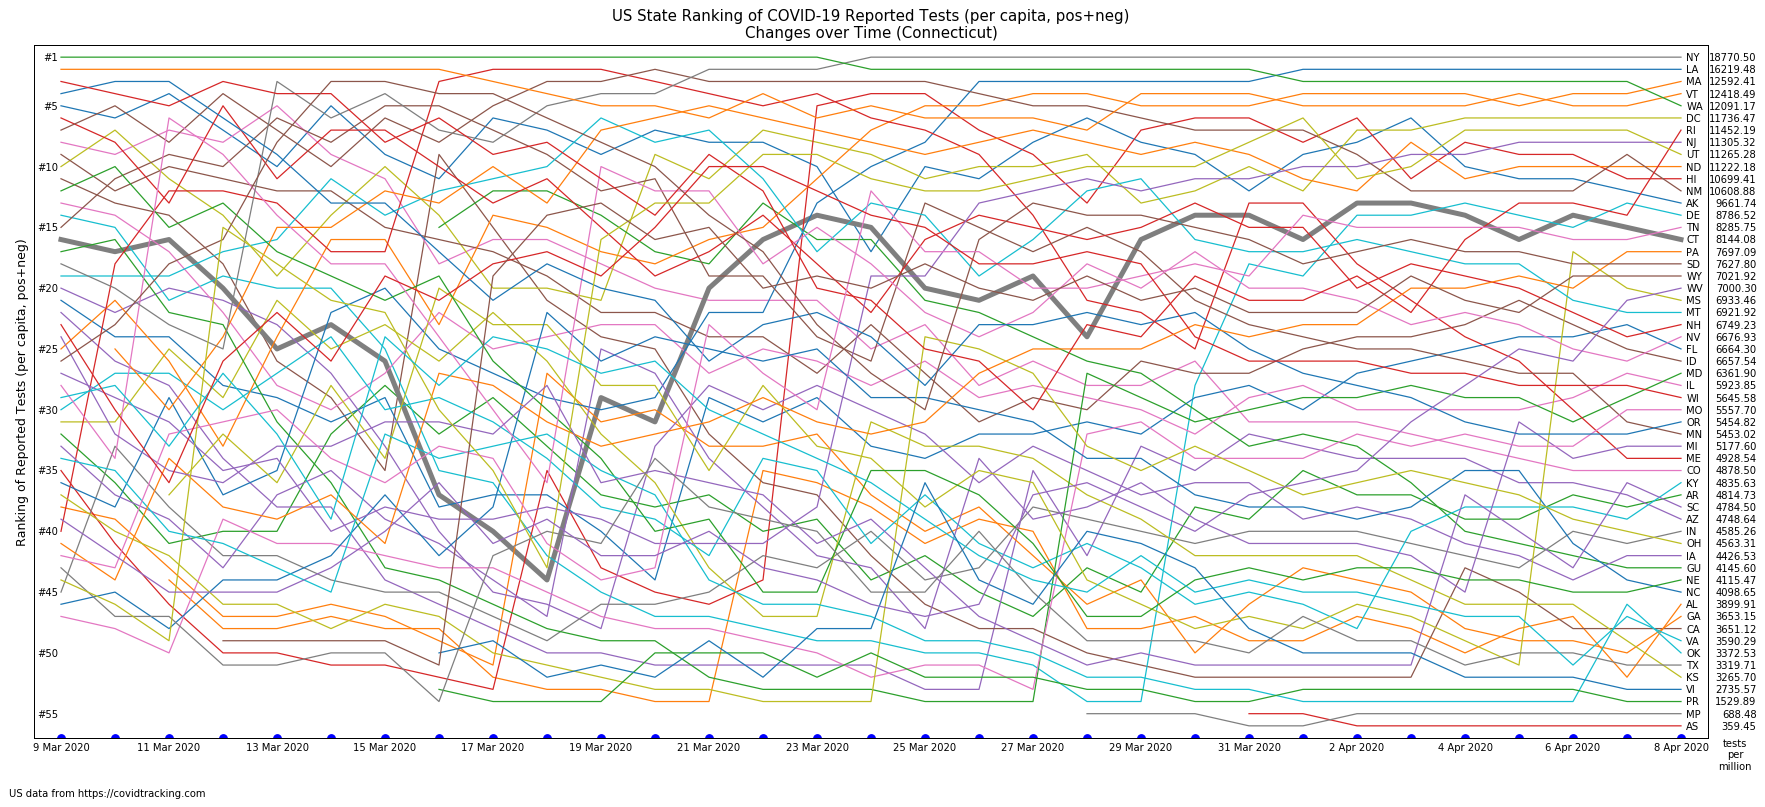 US State Ranking of COVID-19 Reported Tests (per capita, pos+neg)
Changes over Time (Connecticut)
Ranking of Reported Tests (per capita, pos+neg)
#1
#5
#10
#15
#20
#25
#30
#35
#40
#45
#50
#55
NY 18770.50
LA 16219.48
MA 12592.41
VT 12418.49
WA 12091.17
DC 11736.47
RI 11452.19
NJ 11305.32
UT 11265.28
ND 11222.18
HI 10699.41
NM 10608.88
AK 9661.74
DE 8786.52
TN 8285.75
CT 8144.08
PA 7697.09
SD 7627.80
WY 7021.92
WV 7000.30
MS 6933.46
MT 6921.92
NH 6749.23
NV 6676.93
FL 6664.30
ID 6657.54
MD 6361.90
IL 5923.85
WI 5645.58
MO 5557.70
OR 5454.82
MN 5453.02
MI 5177.60
ME 4928.54
CO 4878.50
KY 4835.63
AR 4814.73
SC 4784.50
AZ 4748.64
IN 4585.26
OH 4563.31
IA 4426.53
GU 4145.60
NE 4115.47
NC 4098.65
AL 3899.91
GA 3653.15
CA 3651.12
VA 3590.29
OK 3372.53
TX 3319.71
KS 3265.70
VI 2735.57
PR 1529.89
MP 688.48
AS 359.45
9 Mar 2020
11 Mar 2020
13 Mar 2020
15 Mar 2020
17 Mar 2020
19 Mar 2020
21 Mar 2020
23 Mar 2020
25 Mar 2020
27 Mar 2020
29 Mar 2020
31 Mar 2020
2 Apr 2020
4 Apr 2020
6 Apr 2020
8 Apr 2020
tests
per
million
US data from https://covidtracking.com